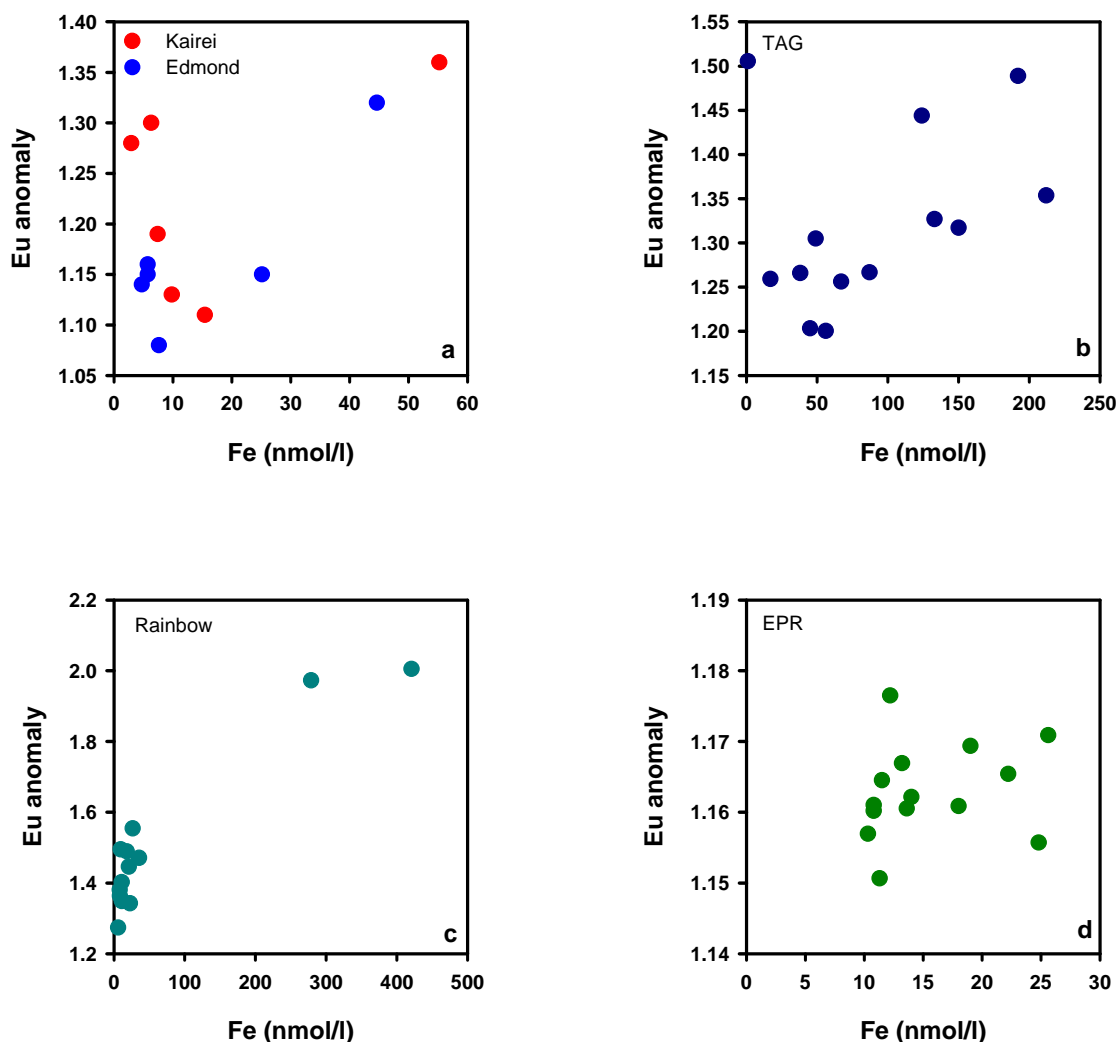 1.40
1.35
1.30
1.25
1.20
1.15
1.10
1.05
Eu anomaly
Kairei
Edmond
a
0 10 20 30 40 50 60
Fe (nmol/l)
1.55
1.50
1.45
1.40
1.35
1.30
1.25
1.20
1.15
Eu anomaly
TAG
b
0 50 100 150 200 250
Fe (nmol/l)
2.2
2.0
1.8
1.6
1.4
1.2
Eu anomaly
Rainbow
c
0 100 200 300 400 500
Fe (nmol/l)
1.19
1.18
1.17
1.16
1.15
1.14
Eu anomaly
EPR
d
0 5 10 15 20 25 30
Fe (nmol/l)